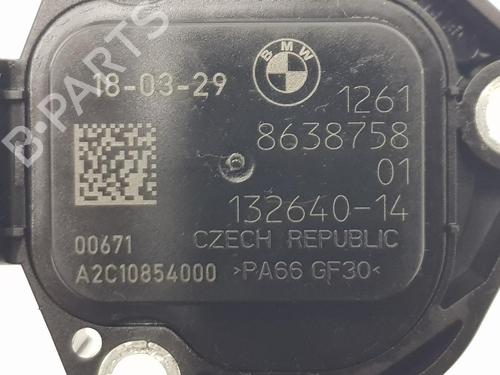 BMW
18-03-29
1261
8638758
01
132640-14
00671 CZECH REPUBLIC
A2C10854000 >PA66 GF30<
B-PARTS